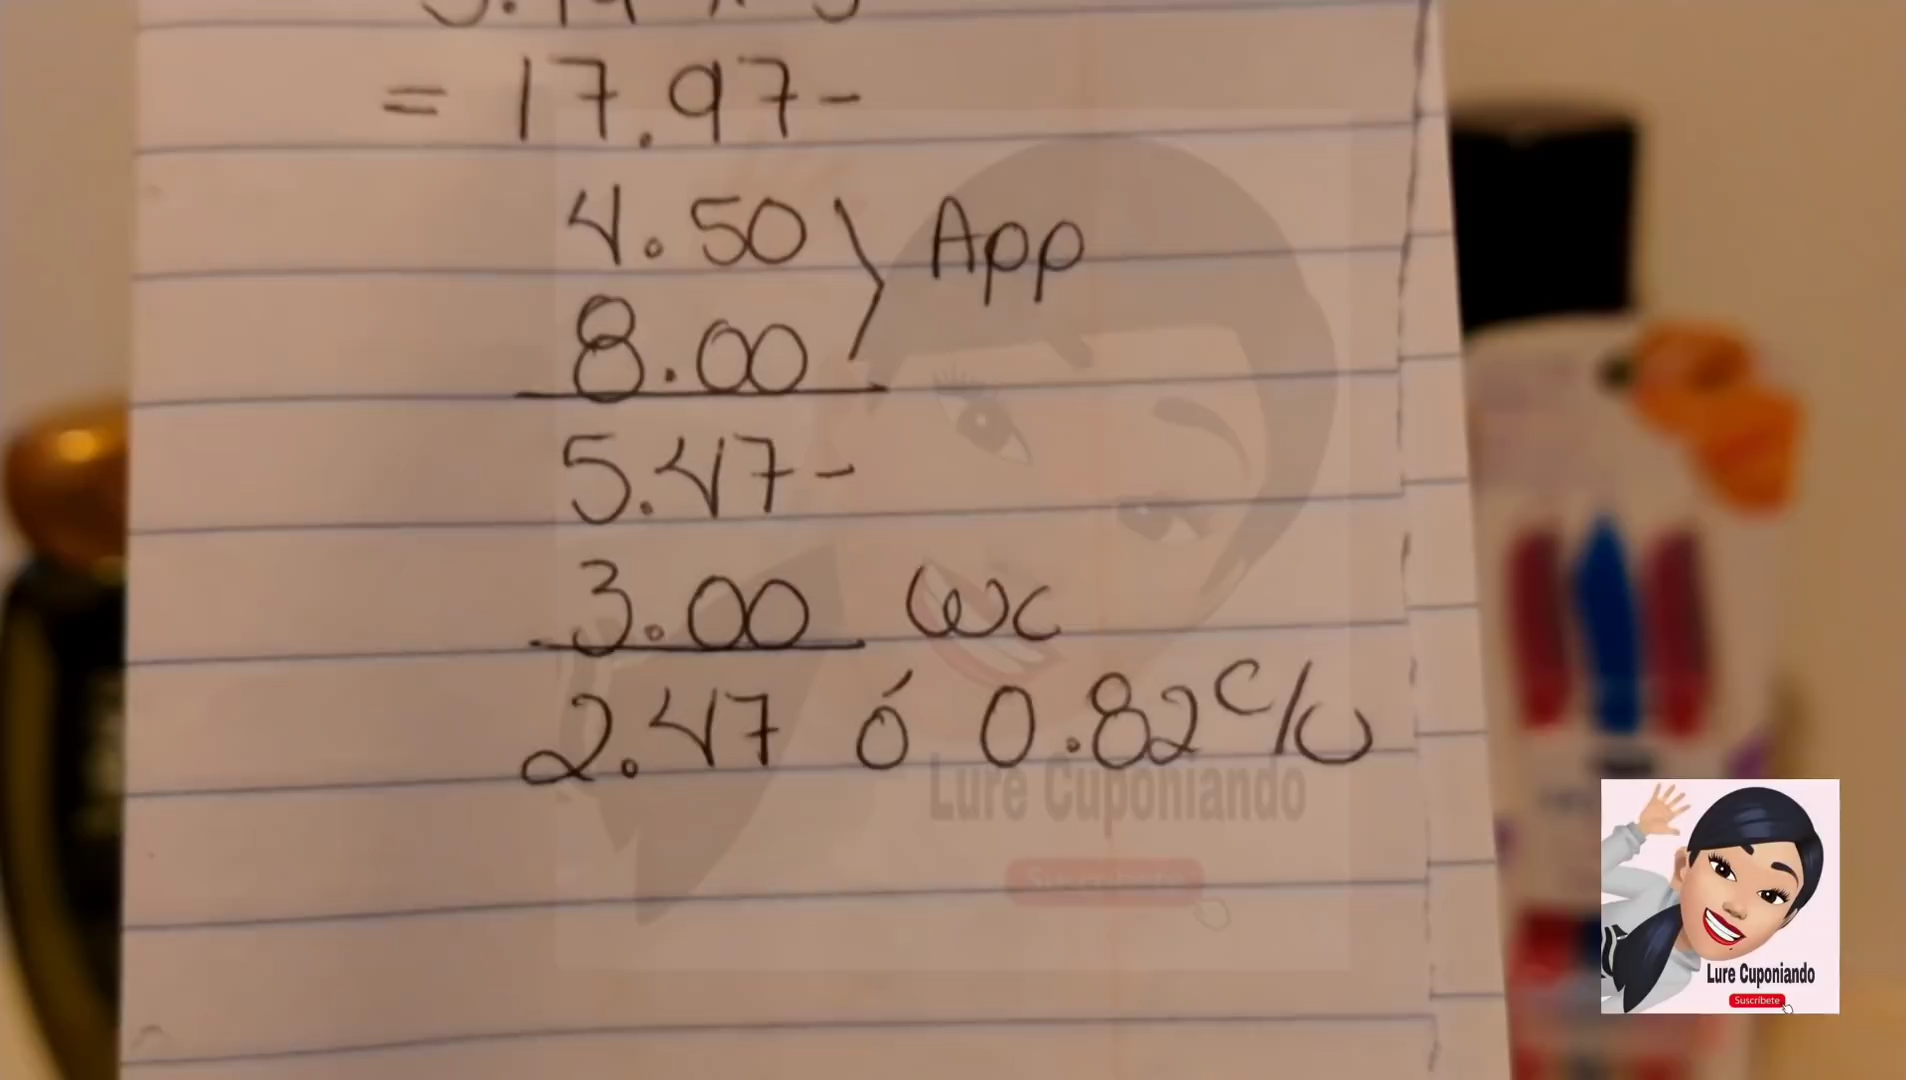 = 17.97-
4.50
8.00
App
5.47-
3.00 WC
2.47 ó 0.82 c/u
Lure Cuponiando
Lure Cuponiando
Suscríbete